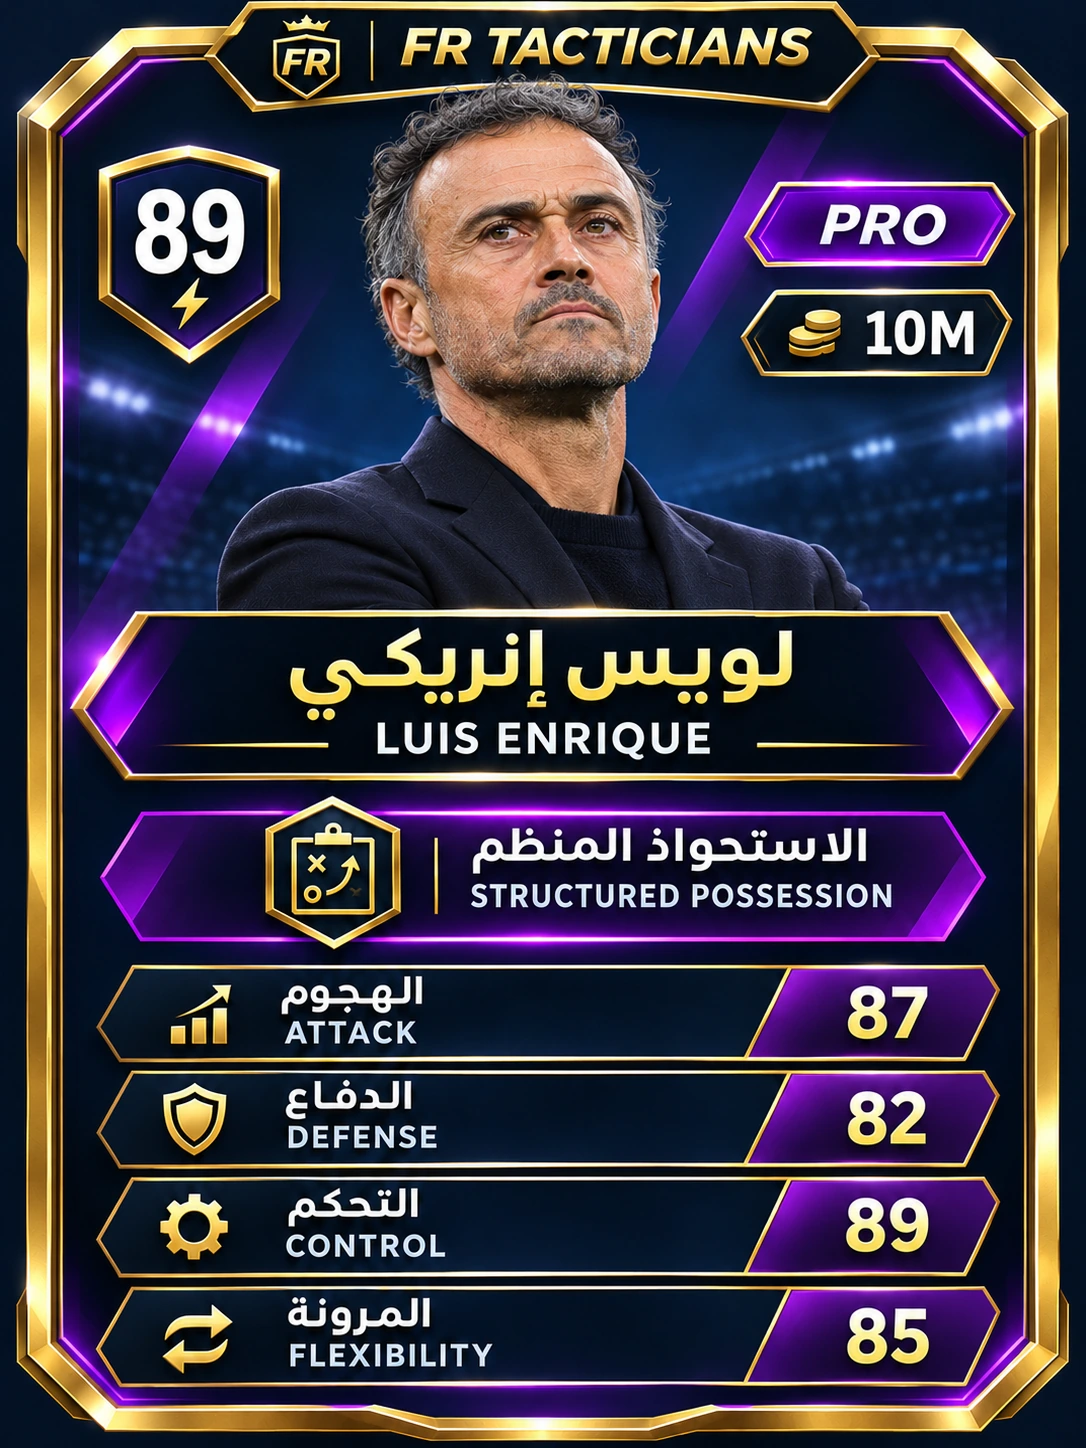 FR
FR TACTICIANS
89
PRO
10M
لويس إنريكي
LUIS ENRIQUE
الاستحواذ المنظم
STRUCTURED POSSESSION
الهجوم
ATTACK
87
الدفاع
DEFENSE
82
التحكم
CONTROL
89
المرونة
FLEXIBILITY
85